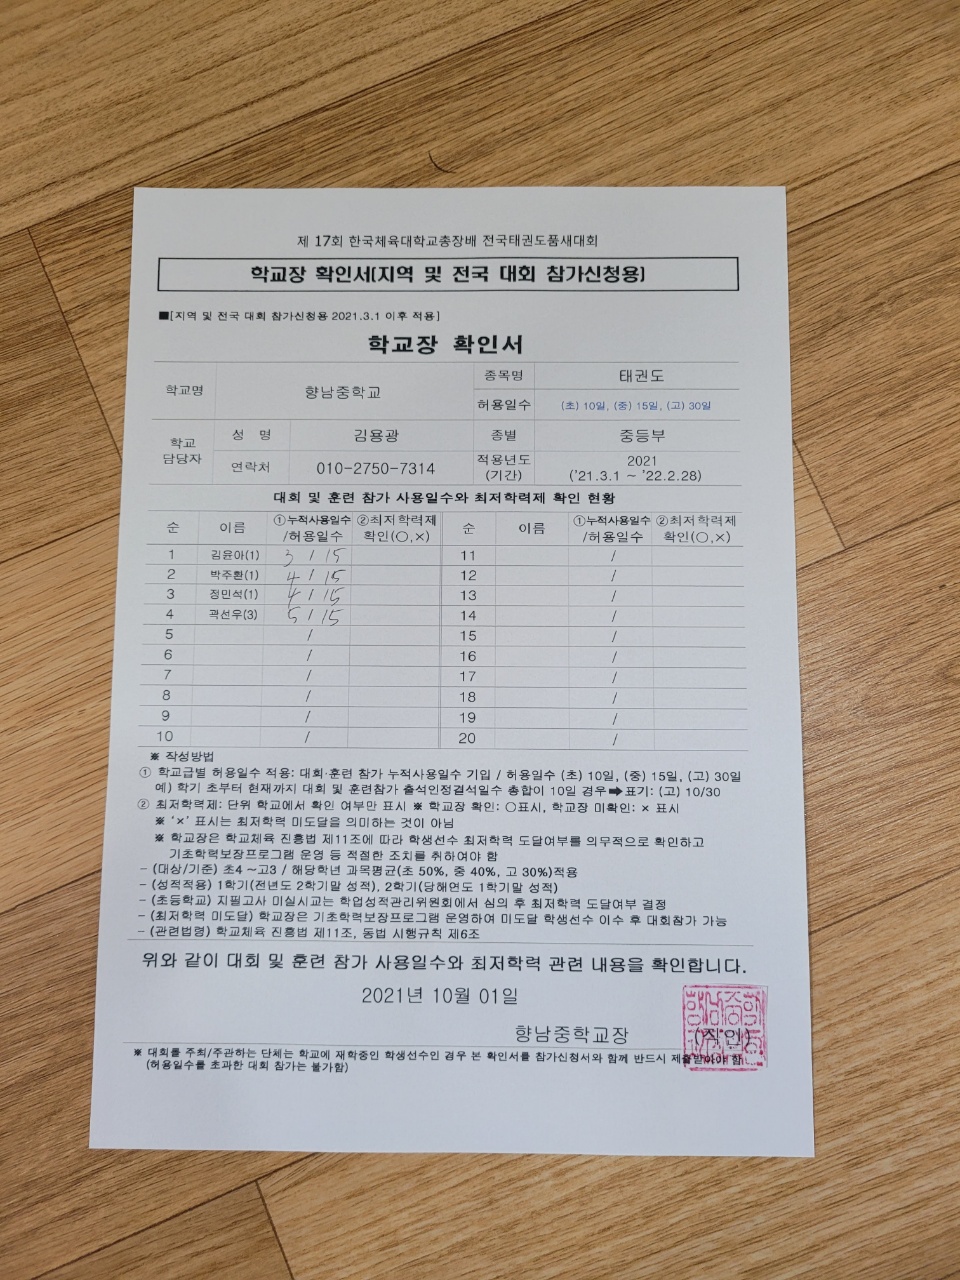 제 17회 한국체육대학교총장배 전국태권도품새대회
학교장 확인서(지역 및 전국 대회 참가신청용)
■[지역 및 전국 대회 참가신청용 2021.3.1 이후 적용]
학교장 확인서
학교명 향남중학교 종목명 태권도
허용일수 (초) 10일, (중) 15일, (고) 30일
학교 담당자 성 명 김용광 종별 중등부
연락처 010-2750-7314 적용년도 (기간) 2021 ('21.3.1 ~ '22.2.28)
대회 및 훈련 참가 사용일수와 최저학력제 확인 현황
순 이름 ①누적사용일수 /허용일수 ②최저학력제 확인(○,×) 순 이름 ①누적사용일수 /허용일수 ②최저학력제 확인(○,×)
1 김윤아(1) 3 / 15 11 /
2 박주환(1) 4 / 15 12 /
3 정민석(1) 4 / 15 13 /
4 곽선우(3) 5 / 15 14 /
5 / 15 /
6 / 16 /
7 / 17 /
8 / 18 /
9 / 19 /
10 / 20 /
※ 작성방법
① 학교급별 허용일수 적용: 대회·훈련 참가 누적사용일수 기입 / 허용일수 (초) 10일, (중) 15일, (고) 30일
예) 학기 초부터 현재까지 대회 및 훈련참가 출석인정결석일수 총합이 10일 경우➡표기: (고) 10/30
② 최저학력제: 단위 학교에서 확인 여부만 표시 ※ 학교장 확인: ○표시, 학교장 미확인: × 표시
※ '×' 표시는 최저학력 미도달을 의미하는 것이 아님
※ 학교장은 학교체육 진흥법 제11조에 따라 학생선수 최저학력 도달여부를 의무적으로 확인하고
기초학력보장프로그램 운영 등 적절한 조치를 취하여야 함
- (대상/기준) 초4 ~고3 / 해당학년 과목평균(초 50%, 중 40%, 고 30%)적용
- (성적적용) 1학기(전년도 2학기말 성적), 2학기(당해면도 1학기말 성적)
- (초등학교) 지필고사 미실시교는 학업성적관리위원회에서 심의 후 최저학력 도달여부 결정
- (최저학력 미도달) 학교장은 기초학력보장프로그램 운영하여 미도달 학생선수 이수 후 대회참가 가능
- (관련법령) 학교체육 진흥법 제11조, 동법 시행규칙 제6조
위와 같이 대회 및 훈련 참가 사용일수와 최저학력 관련 내용을 확인합니다.
2021년 10월 01일
향남중학교장 (직인)
※ 대회를 주최/주관하는 단체는 학교에 재학중인 학생선수인 경우 본 확인서를 참가신청서와 함께 반드시 제출받아야 함
(허용일수를 초과한 대회 참가는 불가함)